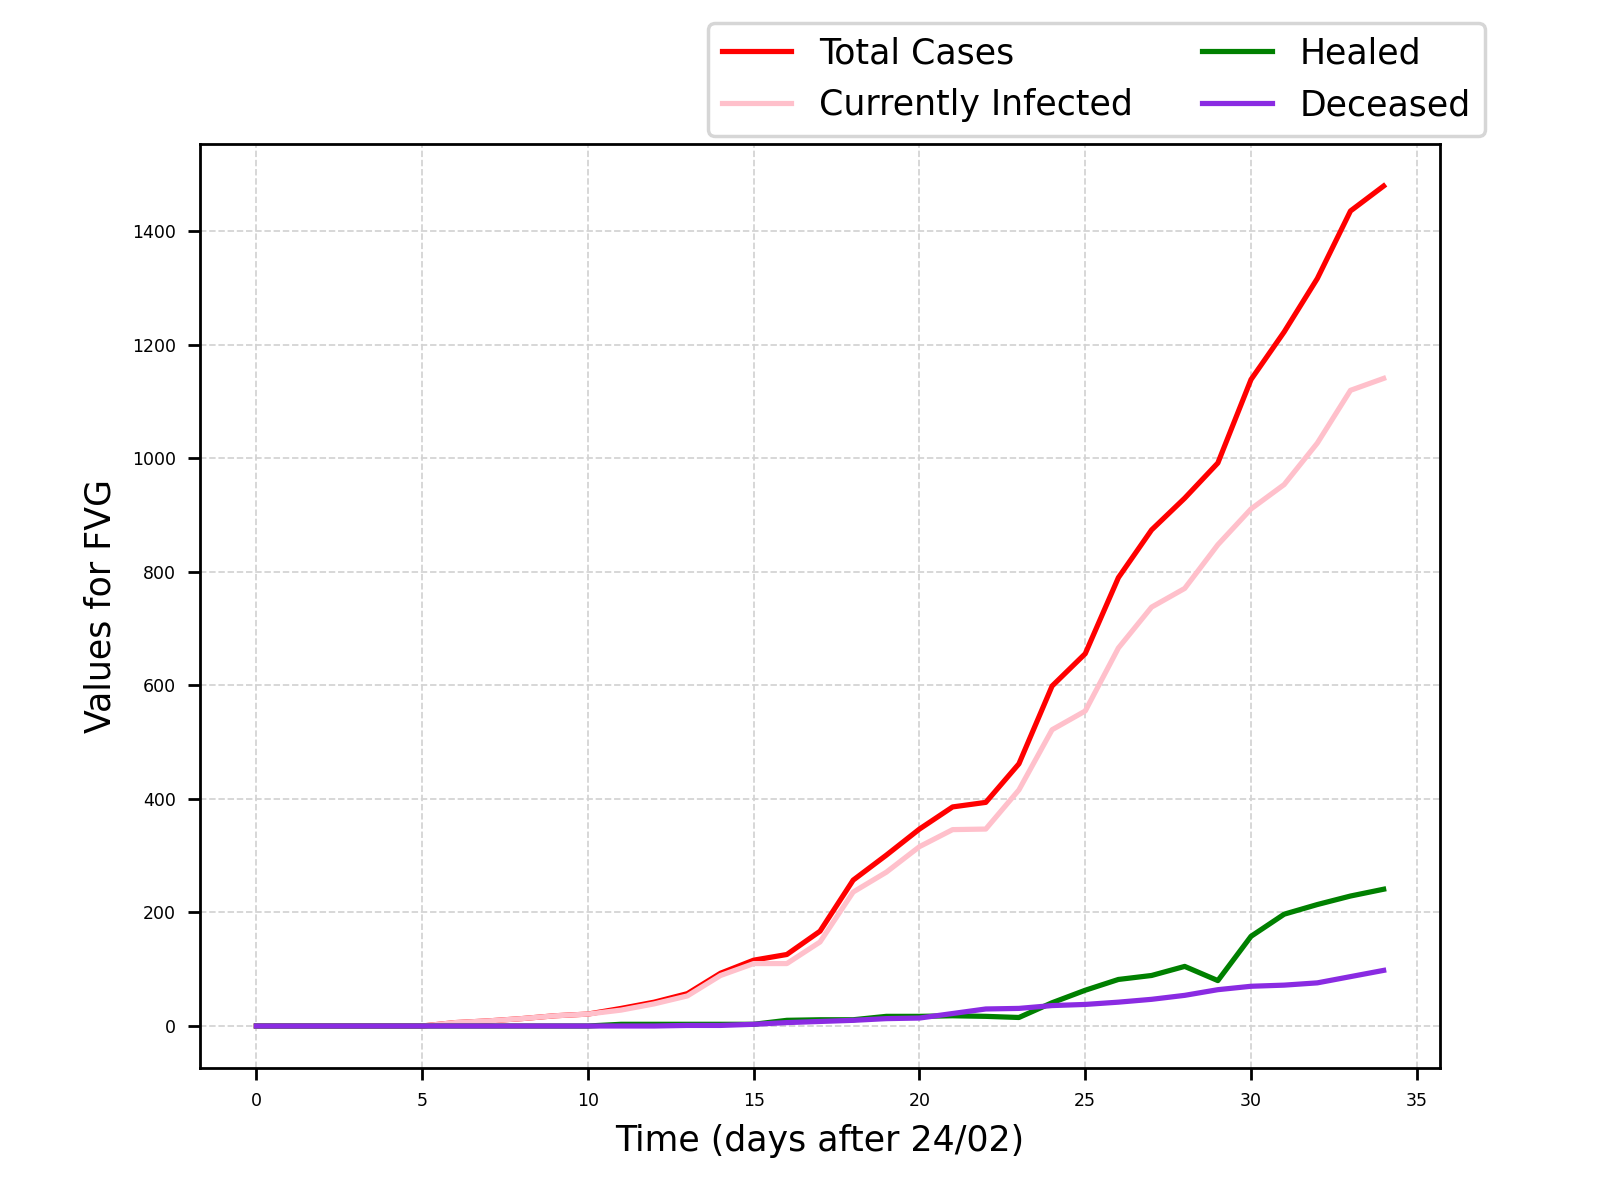 Total Cases
Currently Infected
Healed
Deceased
1400
1200
1000
800
600
400
200
0
Values for FVG
0 5 10 15 20 25 30 35
Time (days after 24/02)